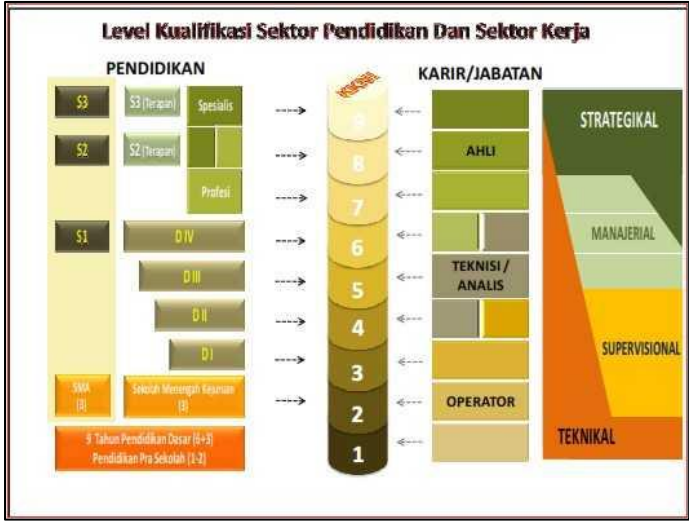 Level Kualifikasi Sektor Pendidikan Dan Sektor Kerja
PENDIDIKAN
KARIR/JABATAN
S3
S3 (Terapan)
Spesialis
9
STRATEGIKAL
S2
S2 (Terapan)
8
AHLI
Profesi
7
S1
D IV
6
MANAJERIAL
D III
5
TEKNISI /
ANALIS
D II
4
D I
3
SUPERVISIONAL
SMA
(3)
Sekolah Menengah Kejuruan
(3)
2
OPERATOR
9 Tahun Pendidikan Dasar (6+3)
Pendidikan Pra Sekolah (1-2)
1
TEKNIKAL